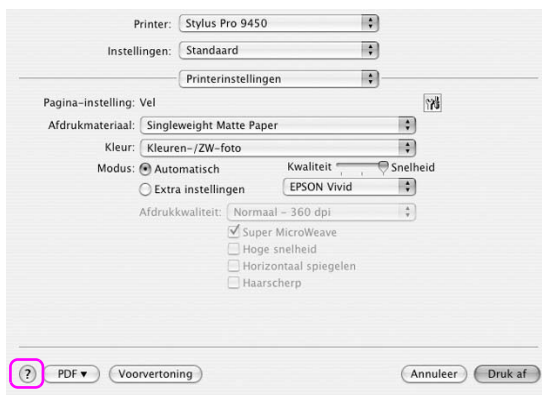 Printer: Stylus Pro 9450
Instellingen: Standaard
Printerinstellingen
Pagina-instelling: Vel
Afdrukmateriaal: Singleweight Matte Paper
Kleur: Kleuren-/ZW-foto
Modus: Automatisch Kwaliteit Snelheid
Extra instellingen EPSON Vivid
Afdrukkwaliteit: Normaal - 360 dpi
Super MicroWeave
Hoge snelheid
Horizontaal spiegelen
Haarscherp
? PDF ▼ Voorvertoning Annuleer Druk af